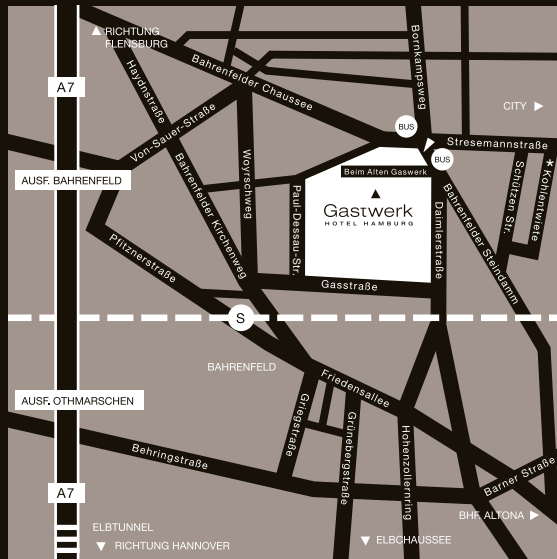 RICHTUNG
FLENSBURG
A7
Haydnstraße
Bahrenfelder Chaussee
Bornkampsweg
CITY
Von-Sauer-Straße
BUS
BUS
Stresemannstraße
AUSF. BAHRENFELD
Bahrenfelder Kirchenweg
Woyrschweg
Paul-Dessau-Str.
Beim Alten Gaswerk
Gastwerk
HOTEL HAMBURG
Daimlerstraße
Bahrenfelder Steindamm
Schützen Str.
* Kohlentwiete
Pfitznerstraße
Gasstraße
S
BAHRENFELD
Friedensallee
AUSF. OTHMARSCHEN
Griegstraße
Grünebergstraße
Hohenzollernring
Behringstraße
Barner Straße
A7
BHF. ALTONA
ELBTUNNEL
RICHTUNG HANNOVER
ELBCHAUSSEE